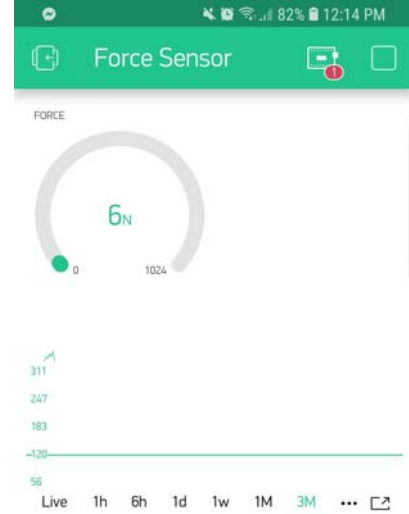 82% 12:14 PM
Force Sensor
1
FORCE
6N
0 1024
311
247
183
-120
56
Live 1h 6h 1d 1w 1M 3M •••